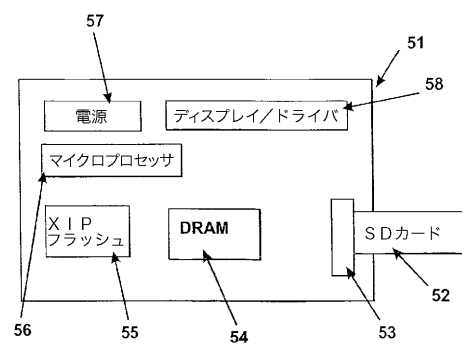 57
51
電源
ディスプレイ／ドライバ
58
マイクロプロセッサ
ＸＩＰ
フラッシュ
DRAM
ＳＤカード
56
55
54
53
52